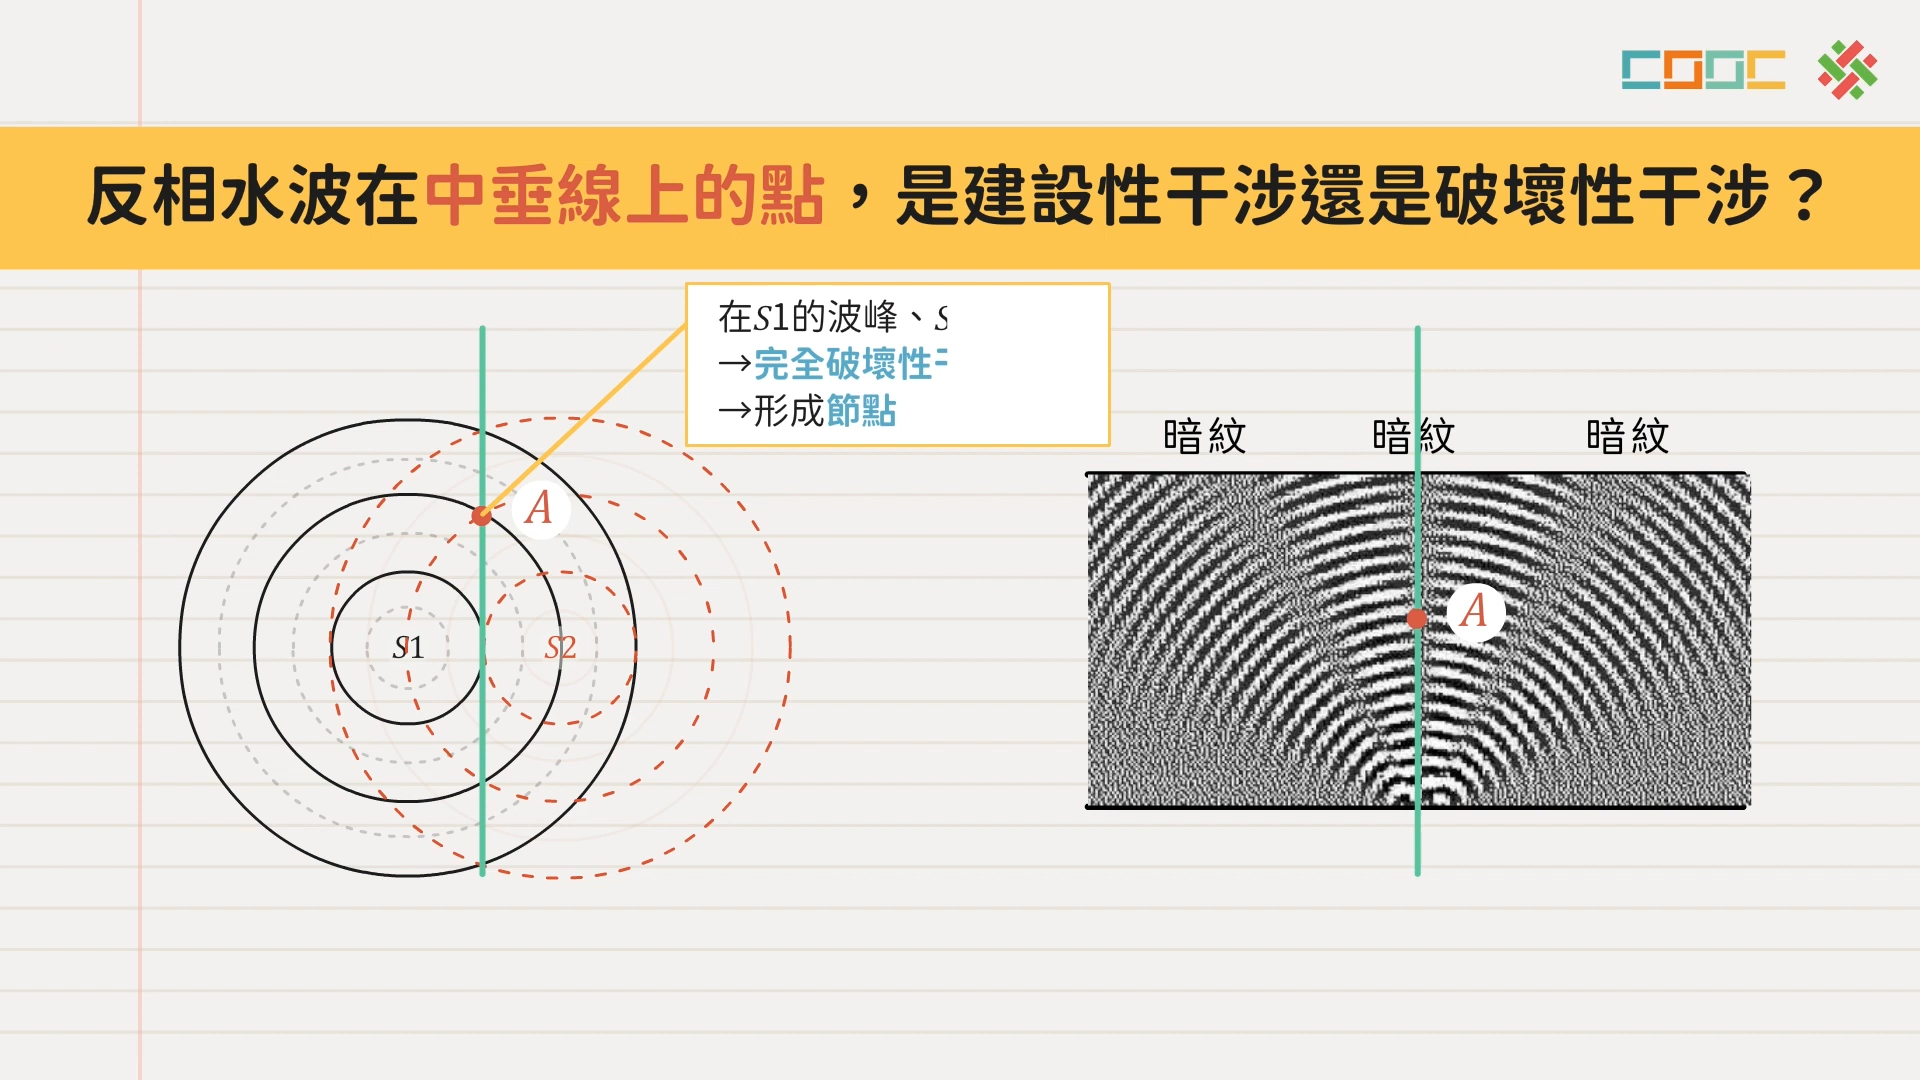 COOC
反相水波在中垂線上的點，是建設性干涉還是破壞性干涉？
在S1的波峰、S
→完全破壞性
→形成節點
暗紋 暗紋 暗紋
A
A
S1 S2